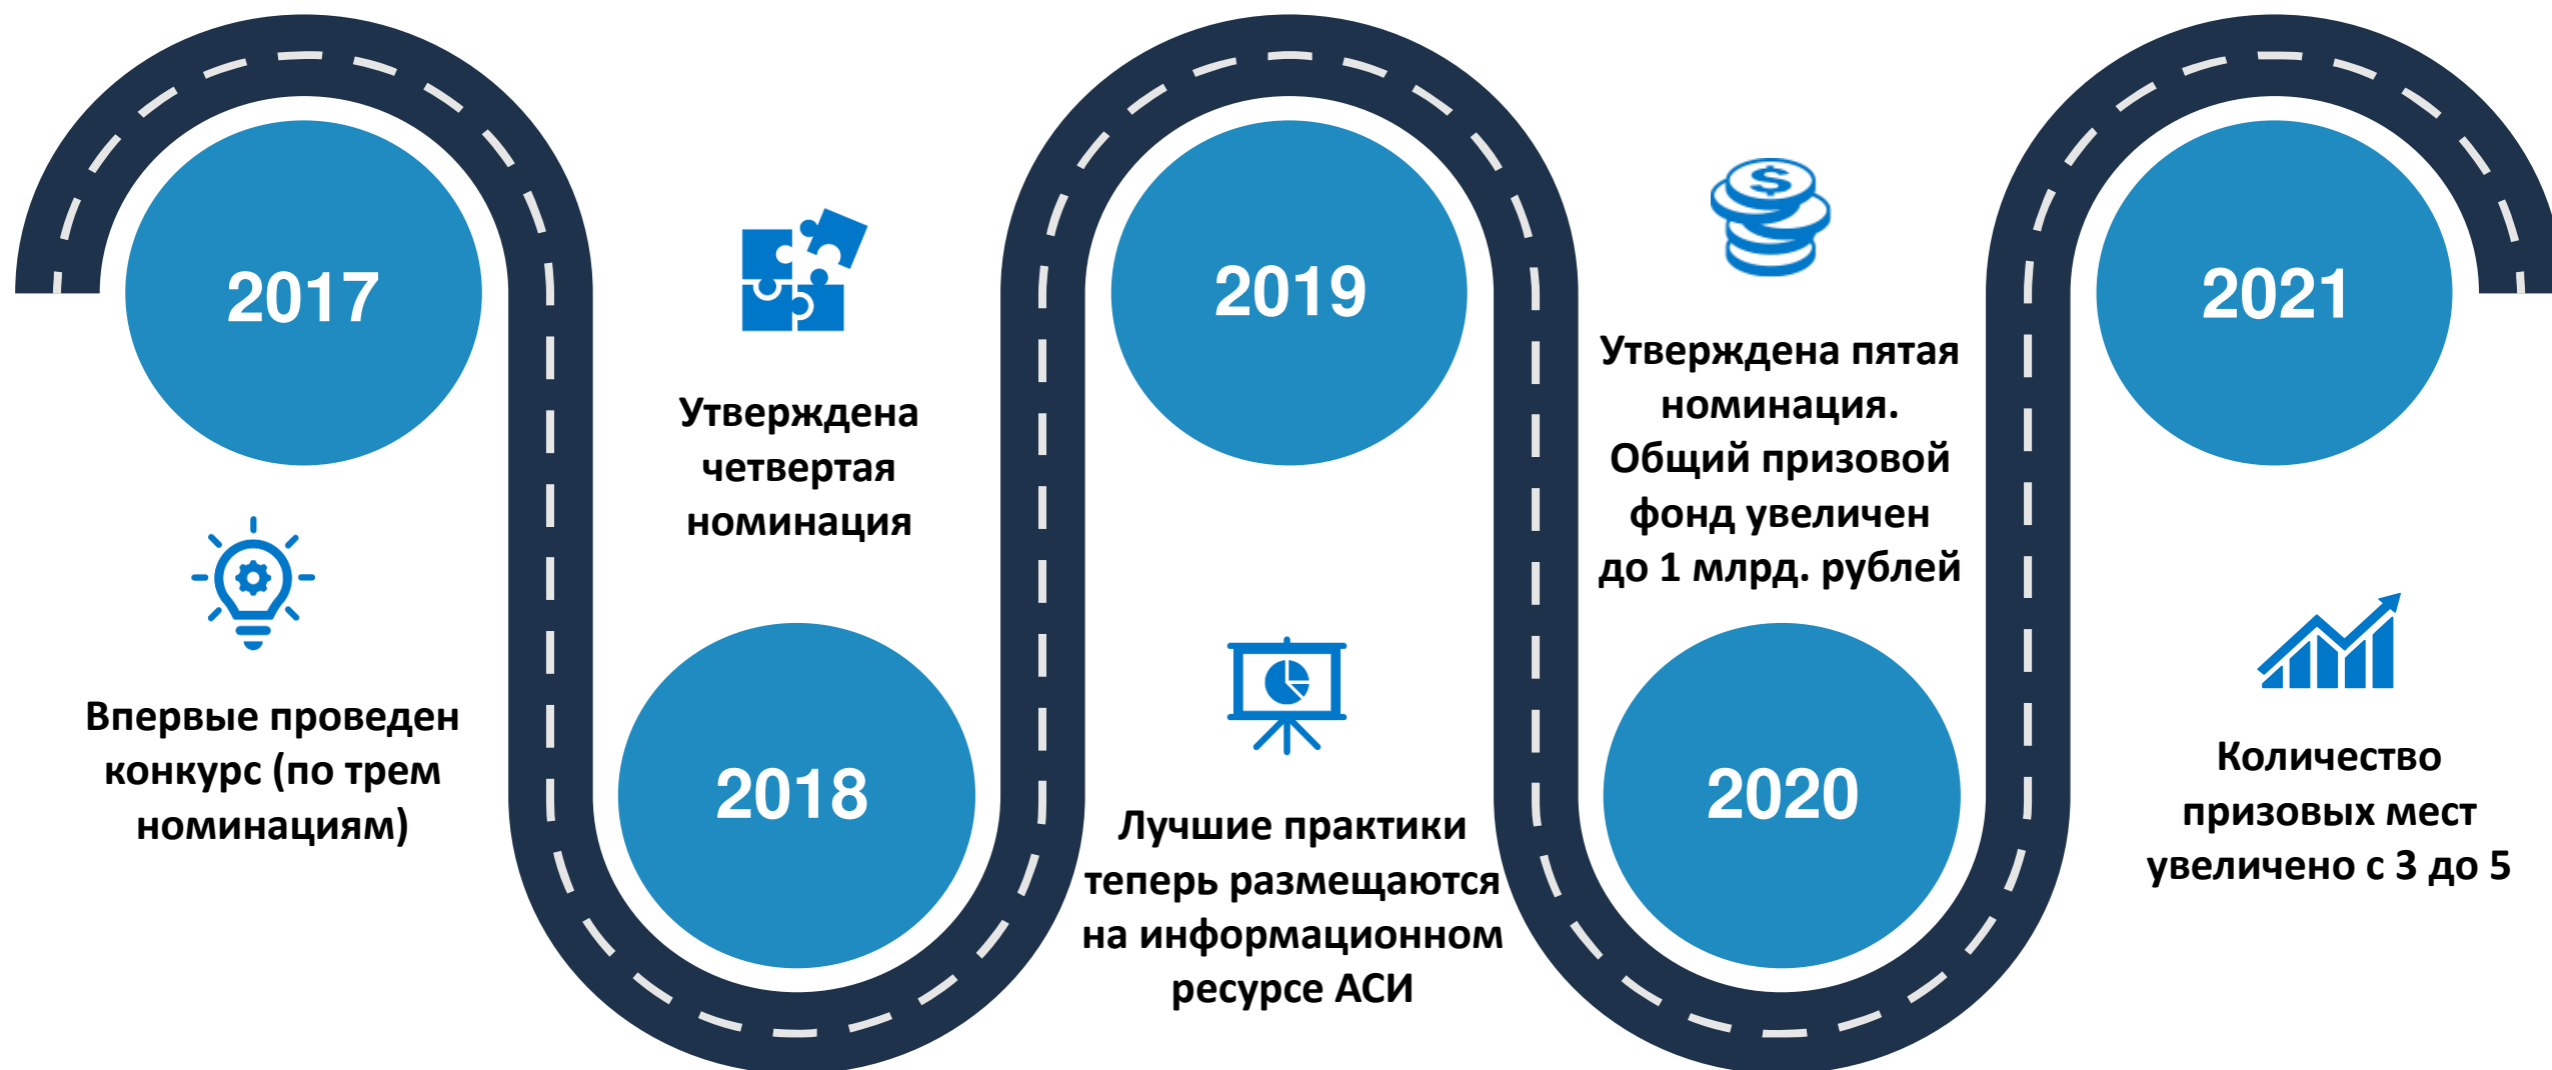 2017
Впервые проведен
конкурс (по трем
номинациям)
Утверждена
четвертая
номинация
2018
2019
Лучшие практики
теперь размещаются
на информационном
ресурсе АСИ
$
Утверждена пятая
номинация.
Общий призовой
фонд увеличен
до 1 млрд. рублей
2020
2021
Количество
призовых мест
увеличено с 3 до 5